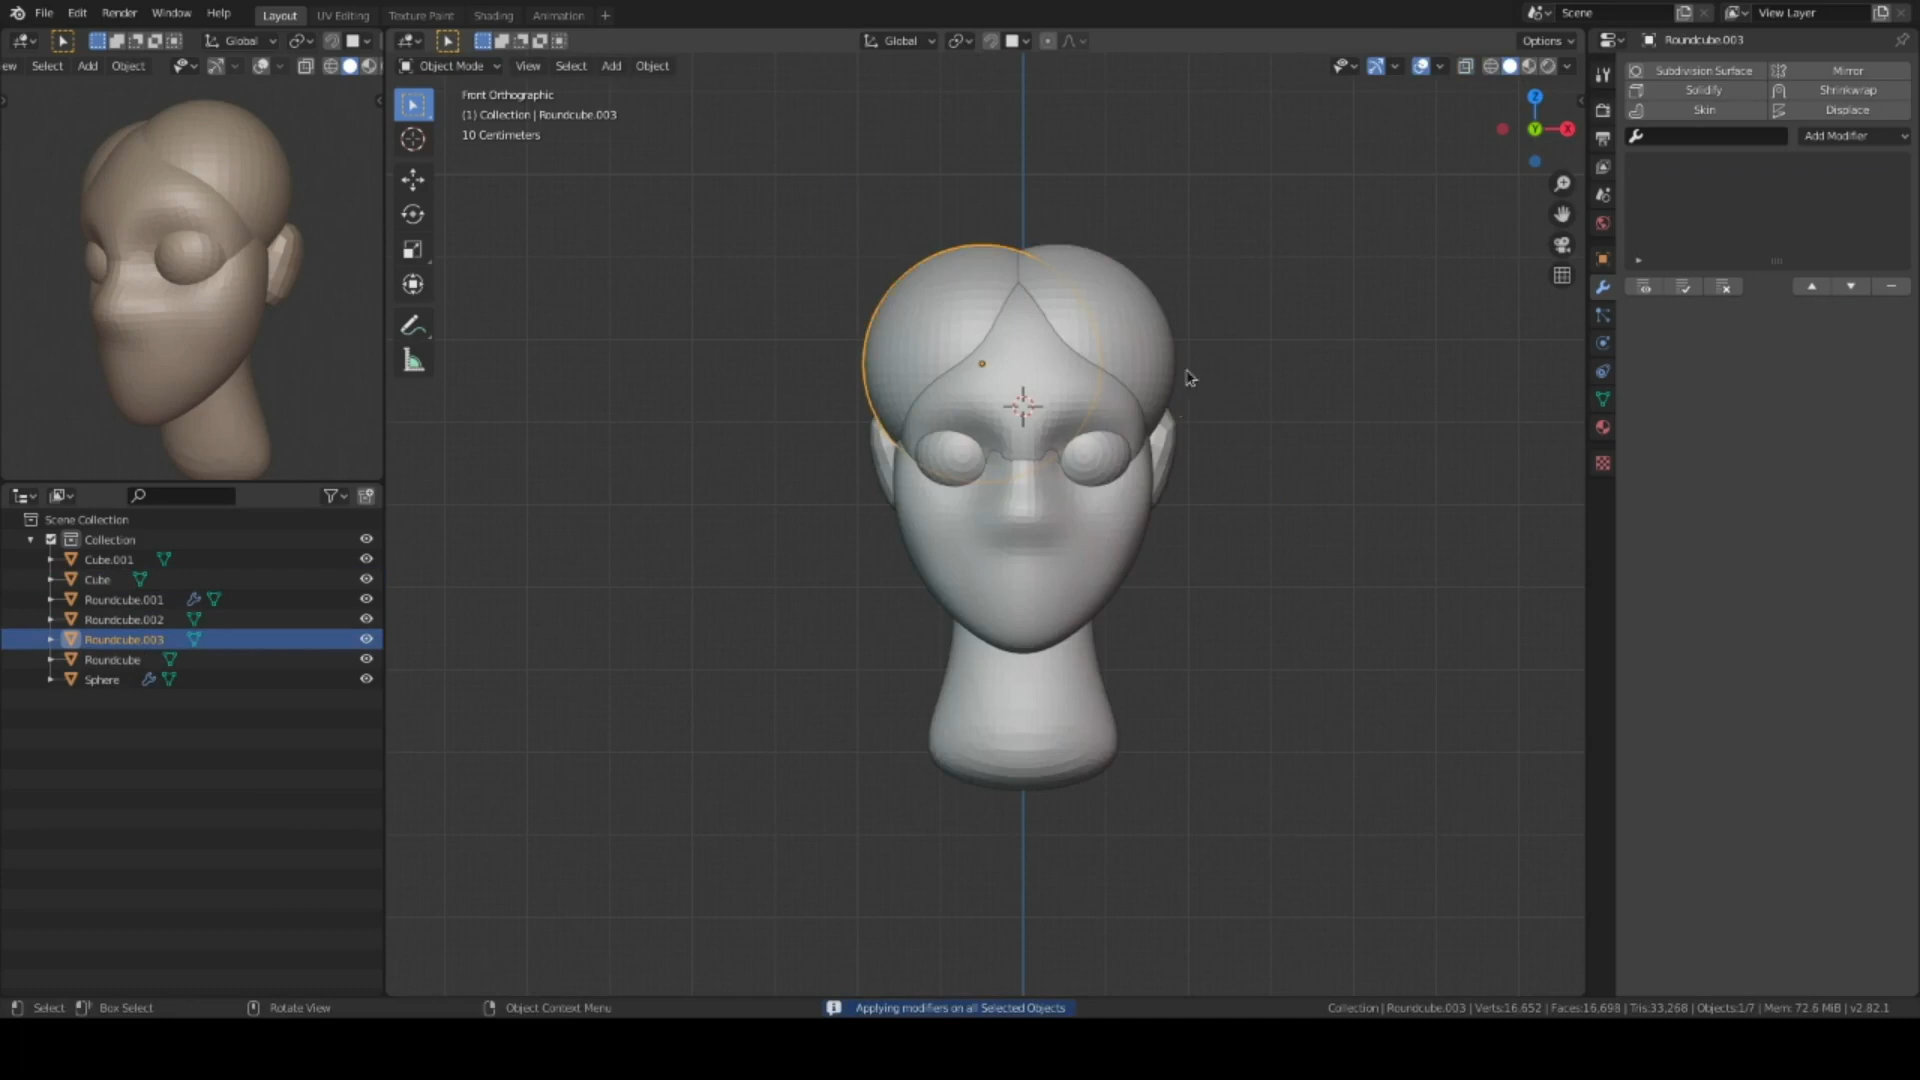 File Edit Render Window Help Layout UV Editing Texture Paint Shading Animation + Scene View Layer
Global Global Options Roundcube.003
ew Select Add Object Object Mode View Select Add Object
Subdivision Surface Mirror
Solidify Shrinkwrap
Skin Displace
Add Modifier
Front Orthographic
(1) Collection | Roundcube.003
10 Centimeters
Z
Y
X
Scene Collection
Collection
Cube.001
Cube
Roundcube.001
Roundcube.002
Roundcube.003
Roundcube
Sphere
Select Box Select Rotate View Object Context Menu Applying modifiers on all Selected Objects Collection | Roundcube.003 | Verts:16,652 | Faces:16,698 | Tris:33,268 | Objects:1/7 | Mem: 72.6 MiB | v2.82.1